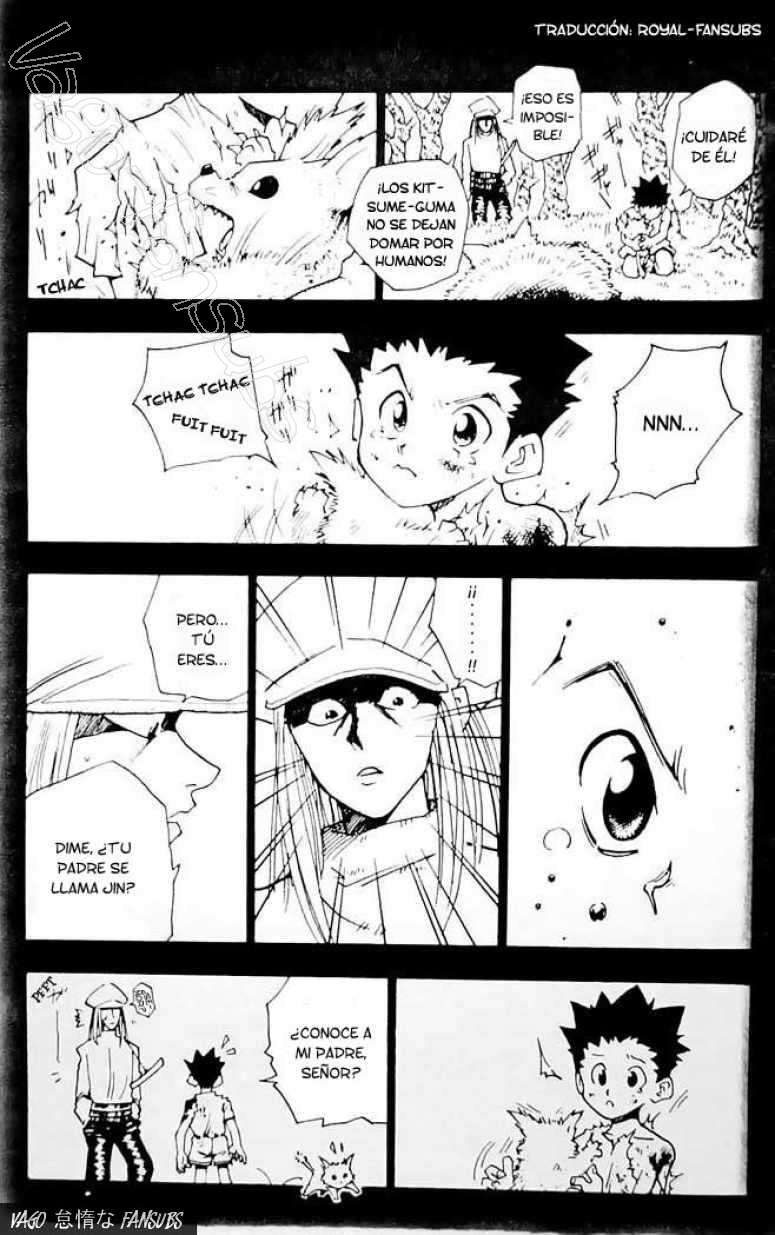 TRADUCCIÓN: ROYAL-FANSUBS
¡CUIDARÉ
DE ÉL!
¡ESO ES
IMPOSI-
BLE!
¡LOS KIT-
SUME-GUMA
NO SE DEJAN
DOMAR POR
HUMANOS!
TCHAC
NNN...
TCHAC TCHAC
FUIT FUIT
¡¡......!!
PERO...
TÚ
ERES...
DIME, ¿TU
PADRE SE
LLAMA JIN?
¿CONOCE A
MI PADRE,
SEÑOR?
PFFT
VAGO 怠惰な FANSUBS